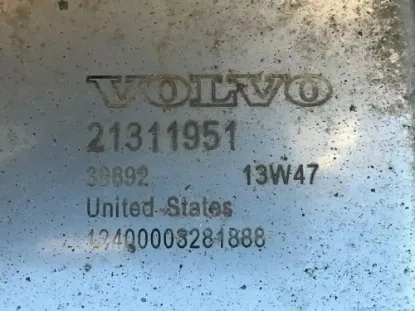 VOLVO
21311951
38892 13W47
United States
12400003281888